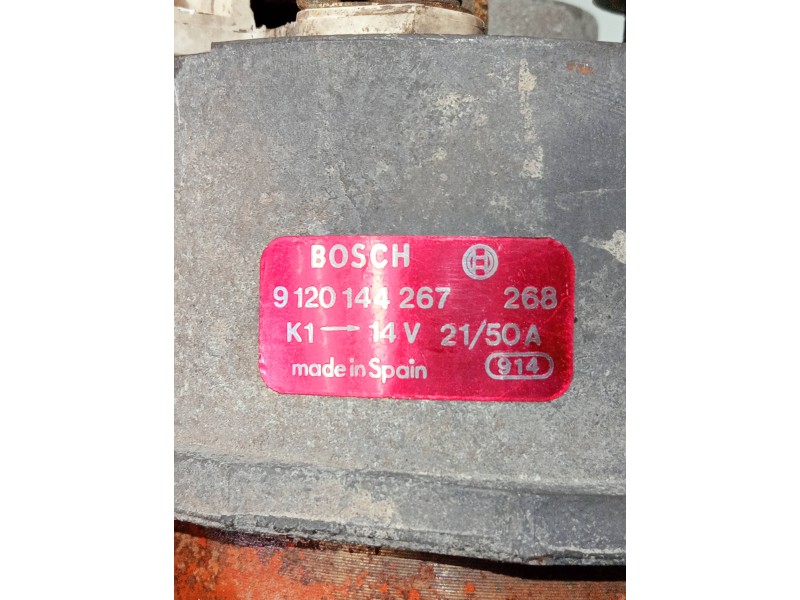 BOSCH
9 120 144 267 268
K1 → 14 V 21/50 A
made in Spain 914